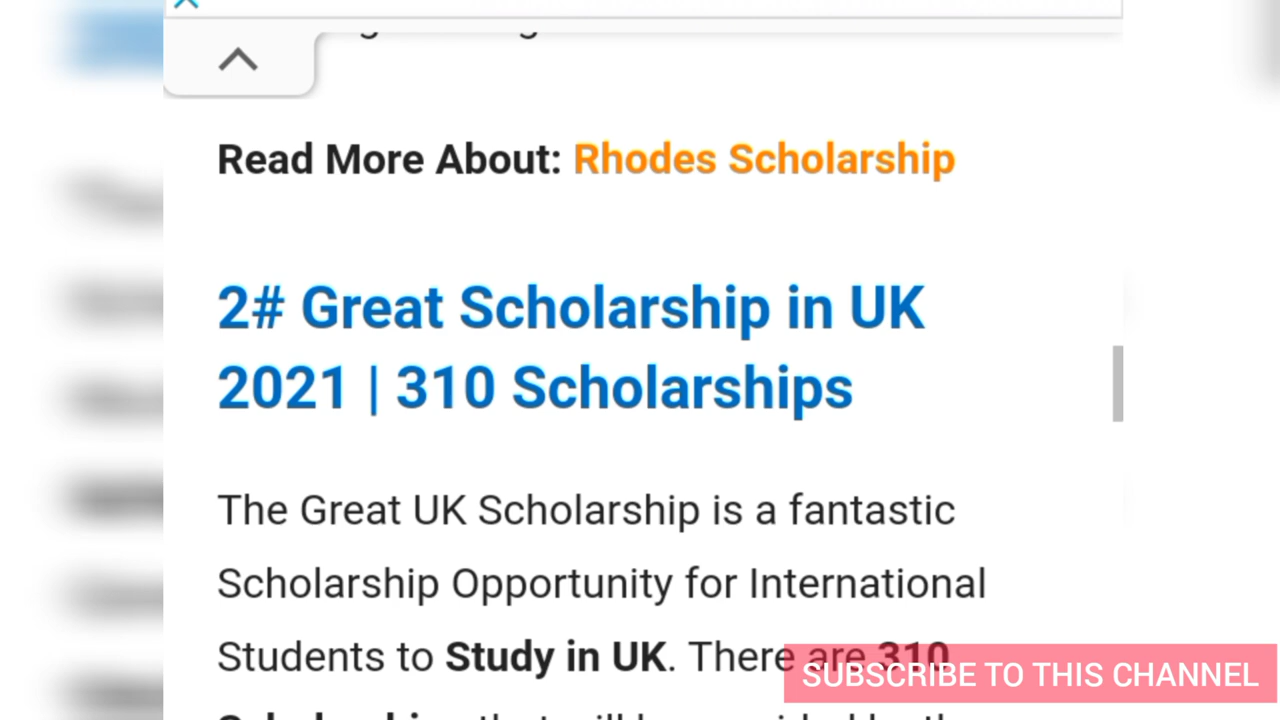 Read More About: Rhodes Scholarship
2# Great Scholarship in UK
2021 | 310 Scholarships
The Great UK Scholarship is a fantastic
Scholarship Opportunity for International
Students to Study in UK. There are 310
SUBSCRIBE TO THIS CHANNEL